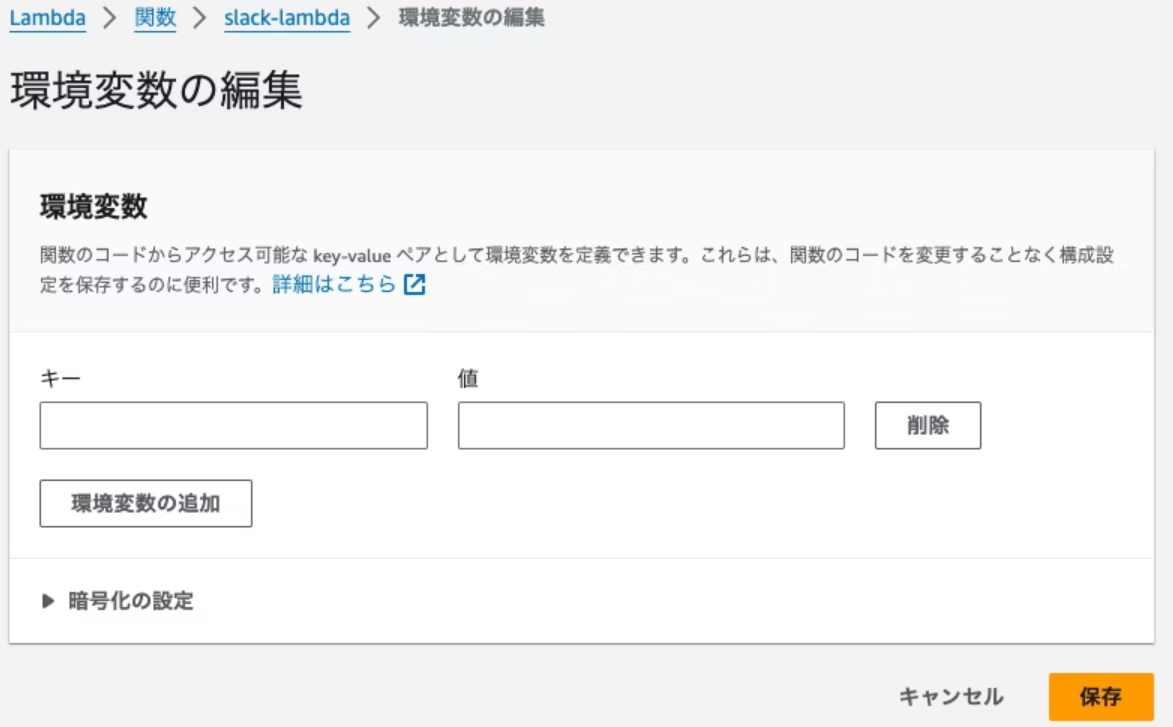 Lambda > 関数 > slack-lambda > 環境変数の編集
環境変数の編集
環境変数
関数のコードからアクセス可能な key-value ペアとして環境変数を定義できます。これらは、関数のコードを変更することなく構成設
定を保存するのに便利です。詳細はこちら
キー 値
削除
環境変数の追加
暗号化の設定
キャンセル 保存